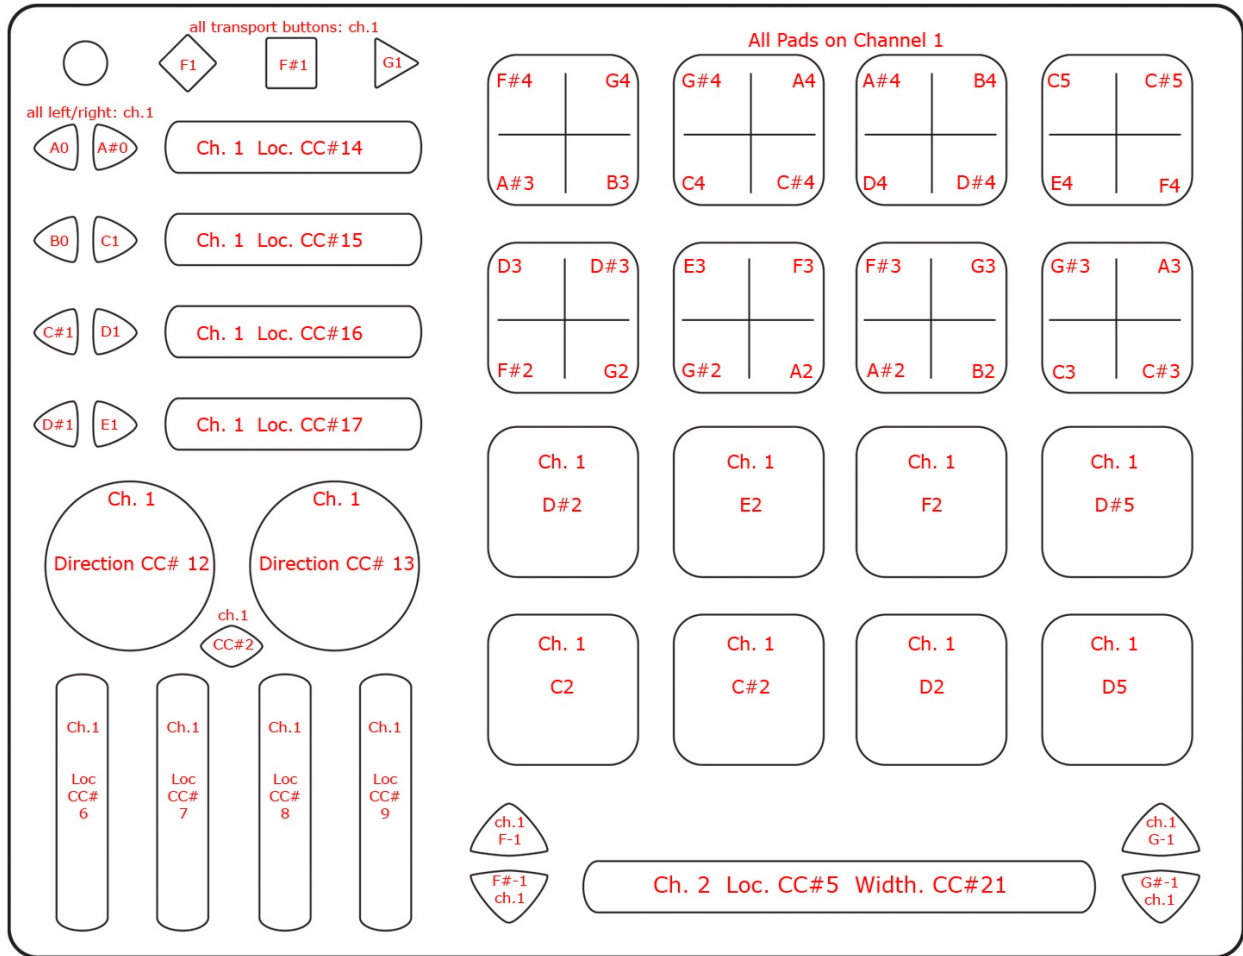 all transport buttons: ch.1
F1 F#1 G1
all left/right: ch.1
A0 A#0 Ch. 1 Loc. CC#14
B0 C1 Ch. 1 Loc. CC#15
C#1 D1 Ch. 1 Loc. CC#16
D#1 E1 Ch. 1 Loc. CC#17
Ch. 1 Ch. 1
Direction CC# 12 Direction CC# 13
ch.1
CC#2
Ch.1 Ch.1 Ch.1 Ch.1
Loc Loc Loc Loc
CC# CC# CC# CC#
6 7 8 9
All Pads on Channel 1
F#4 G4 G#4 A4 A#4 B4 C5 C#5
A#3 B3 C4 C#4 D4 D#4 E4 F4
D3 D#3 E3 F3 F#3 G3 G#3 A3
F#2 G2 G#2 A2 A#2 B2 C3 C#3
Ch. 1 Ch. 1 Ch. 1 Ch. 1
D#2 E2 F2 D#5
Ch. 1 Ch. 1 Ch. 1 Ch. 1
C2 C#2 D2 D5
ch.1 ch.1
F-1 G-1
F#-1 G#-1
ch.1 ch.1
Ch. 2 Loc. CC#5 Width. CC#21